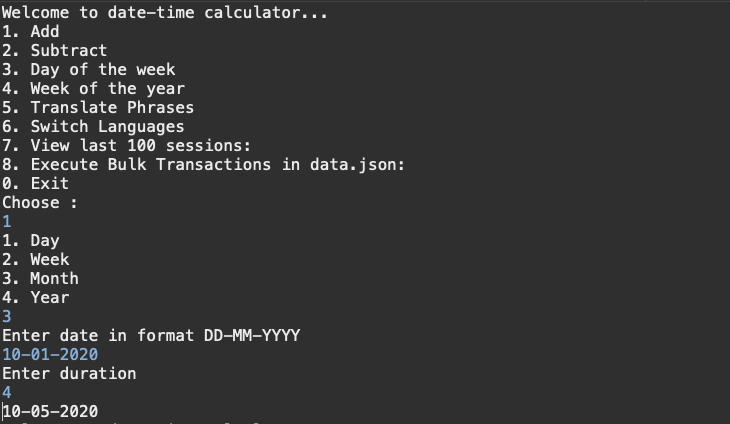 Welcome to date-time calculator...
1. Add
2. Subtract
3. Day of the week
4. Week of the year
5. Translate Phrases
6. Switch Languages
7. View last 100 sessions:
8. Execute Bulk Transactions in data.json:
0. Exit
Choose :
1
1. Day
2. Week
3. Month
4. Year
3
Enter date in format DD-MM-YYYY
10-01-2020
Enter duration
4
10-05-2020